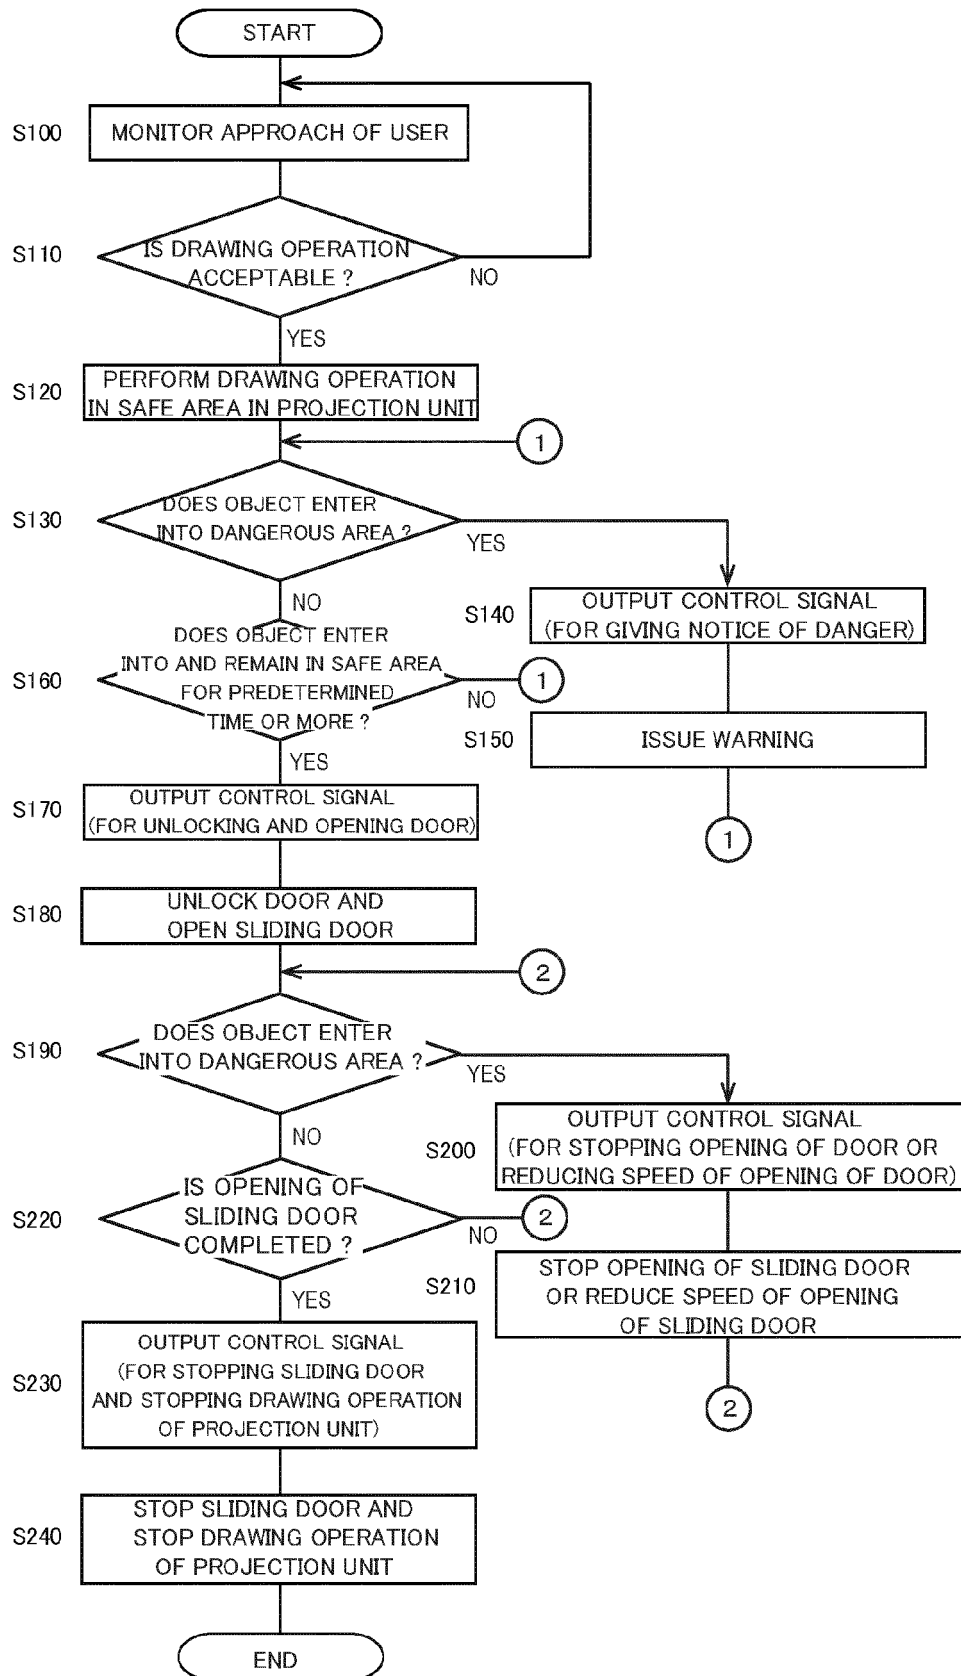 START
S100
MONITOR APPROACH OF USER
S110
IS DRAWING OPERATION
ACCEPTABLE ?
NO
YES
S120
PERFORM DRAWING OPERATION
IN SAFE AREA IN PROJECTION UNIT
1
S130
DOES OBJECT ENTER
INTO DANGEROUS AREA ?
YES
NO
S140
OUTPUT CONTROL SIGNAL
(FOR GIVING NOTICE OF DANGER)
S150
ISSUE WARNING
1
S160
DOES OBJECT ENTER
INTO AND REMAIN IN SAFE AREA
FOR PREDETERMINED
TIME OR MORE ?
NO
1
YES
S170
OUTPUT CONTROL SIGNAL
(FOR UNLOCKING AND OPENING DOOR)
S180
UNLOCK DOOR AND
OPEN SLIDING DOOR
2
S190
DOES OBJECT ENTER
INTO DANGEROUS AREA ?
YES
NO
S200
OUTPUT CONTROL SIGNAL
(FOR STOPPING OPENING OF DOOR OR
REDUCING SPEED OF OPENING OF DOOR)
S210
STOP OPENING OF SLIDING DOOR
OR REDUCE SPEED OF OPENING
OF SLIDING DOOR
2
S220
IS OPENING OF
SLIDING DOOR
COMPLETED ?
NO
2
YES
S230
OUTPUT CONTROL SIGNAL
(FOR STOPPING SLIDING DOOR
AND STOPPING DRAWING OPERATION
OF PROJECTION UNIT)
S240
STOP SLIDING DOOR AND
STOP DRAWING OPERATION
OF PROJECTION UNIT
END